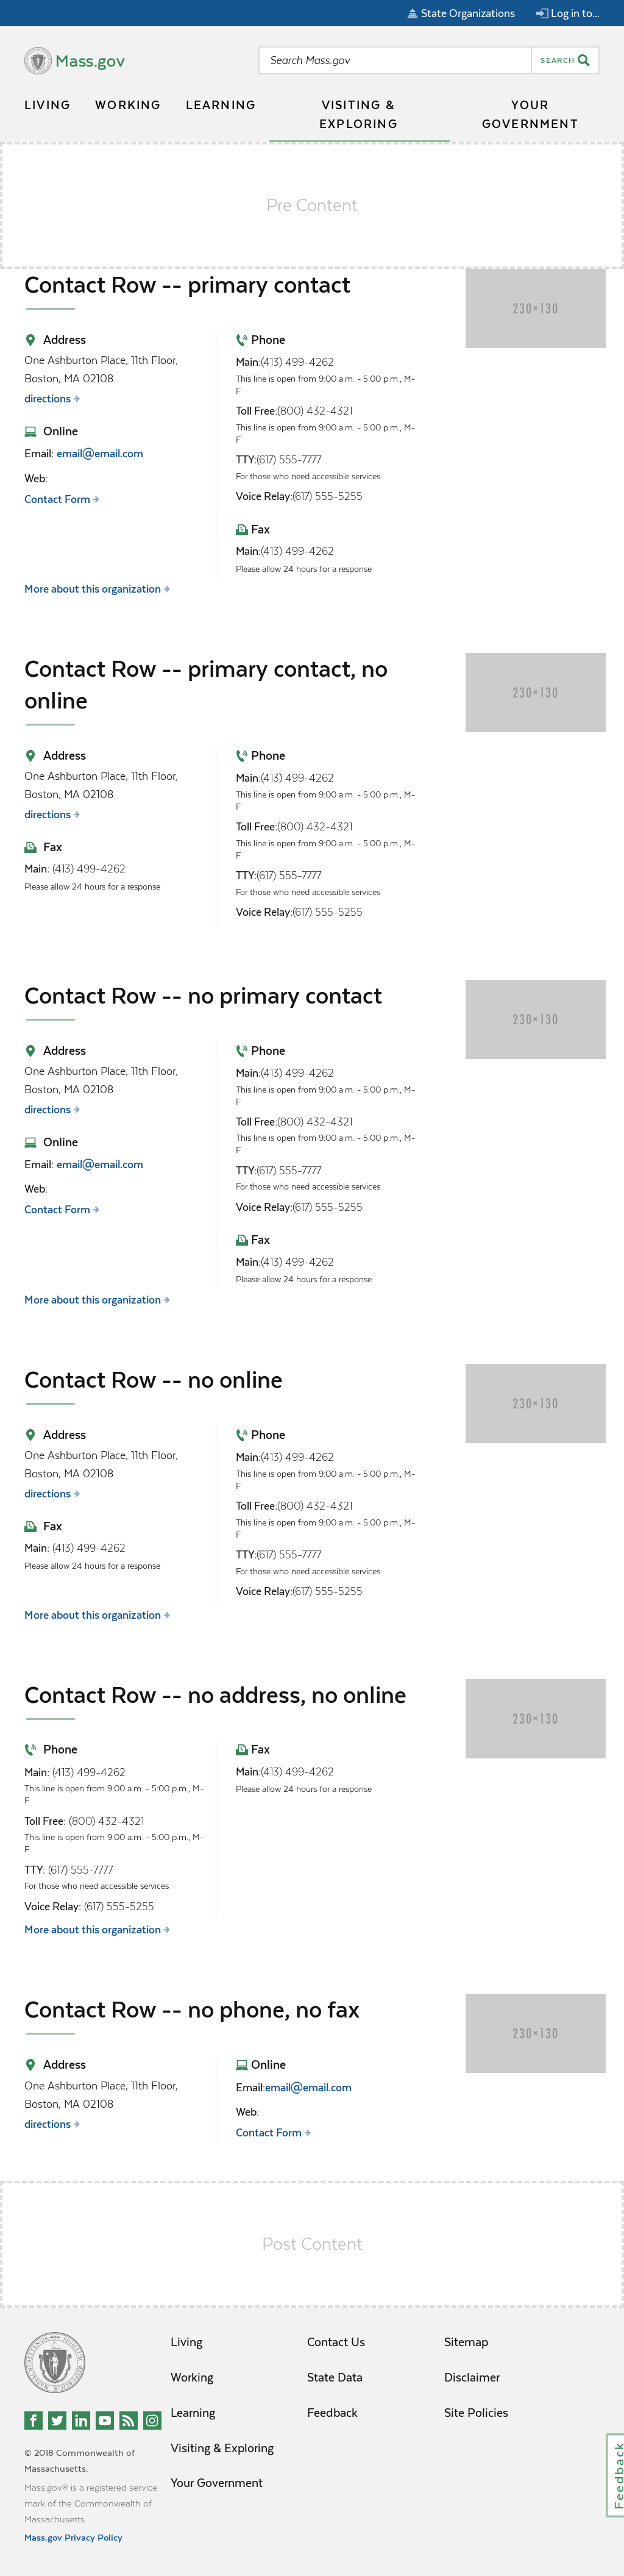 State Organizations
Log in to...
Mass.gov
Search Mass.gov
SEARCH
LIVING
WORKING
LEARNING
VISITING &
EXPLORING
YOUR
GOVERNMENT
Pre Content
Contact Row -- primary contact
230×130
Address
One Ashburton Place, 11th Floor,
Boston, MA 02108
directions
Online
Email: email@email.com
Web:
Contact Form
Phone
Main:(413) 499-4262
This line is open from 9:00 a.m. - 5:00 p.m., M-
F
Toll Free:(800) 432-4321
This line is open from 9:00 a.m. - 5:00 p.m., M-
F
TTY:(617) 555-7777
For those who need accessible services
Voice Relay:(617) 555-5255
Fax
Main:(413) 499-4262
Please allow 24 hours for a response
More about this organization
Contact Row -- primary contact, no
online
230×130
Address
One Ashburton Place, 11th Floor,
Boston, MA 02108
directions
Fax
Main: (413) 499-4262
Please allow 24 hours for a response
Phone
Main:(413) 499-4262
This line is open from 9:00 a.m. - 5:00 p.m., M-
F
Toll Free:(800) 432-4321
This line is open from 9:00 a.m. - 5:00 p.m., M-
F
TTY:(617) 555-7777
For those who need accessible services
Voice Relay:(617) 555-5255
Contact Row -- no primary contact
230×130
Address
One Ashburton Place, 11th Floor,
Boston, MA 02108
directions
Online
Email: email@email.com
Web:
Contact Form
Phone
Main:(413) 499-4262
This line is open from 9:00 a.m. - 5:00 p.m., M-
F
Toll Free:(800) 432-4321
This line is open from 9:00 a.m. - 5:00 p.m., M-
F
TTY:(617) 555-7777
For those who need accessible services
Voice Relay:(617) 555-5255
Fax
Main:(413) 499-4262
Please allow 24 hours for a response
More about this organization
Contact Row -- no online
230×130
Address
One Ashburton Place, 11th Floor,
Boston, MA 02108
directions
Fax
Main: (413) 499-4262
Please allow 24 hours for a response
Phone
Main:(413) 499-4262
This line is open from 9:00 a.m. - 5:00 p.m., M-
F
Toll Free:(800) 432-4321
This line is open from 9:00 a.m. - 5:00 p.m., M-
F
TTY:(617) 555-7777
For those who need accessible services
Voice Relay:(617) 555-5255
More about this organization
Contact Row -- no address, no online
230×130
Phone
Main: (413) 499-4262
This line is open from 9:00 a.m. - 5:00 p.m., M-
F
Toll Free: (800) 432-4321
This line is open from 9:00 a.m. - 5:00 p.m., M-
F
TTY: (617) 555-7777
For those who need accessible services
Voice Relay: (617) 555-5255
Fax
Main:(413) 499-4262
Please allow 24 hours for a response
More about this organization
Contact Row -- no phone, no fax
230×130
Address
One Ashburton Place, 11th Floor,
Boston, MA 02108
directions
Online
Email:email@email.com
Web:
Contact Form
Post Content
Living
Working
Learning
Visiting & Exploring
Your Government
Contact Us
State Data
Feedback
Sitemap
Disclaimer
Site Policies
© 2018 Commonwealth of
Massachusetts.
Mass.gov® is a registered service
mark of the Commonwealth of
Massachusetts.
Mass.gov Privacy Policy
Feedback